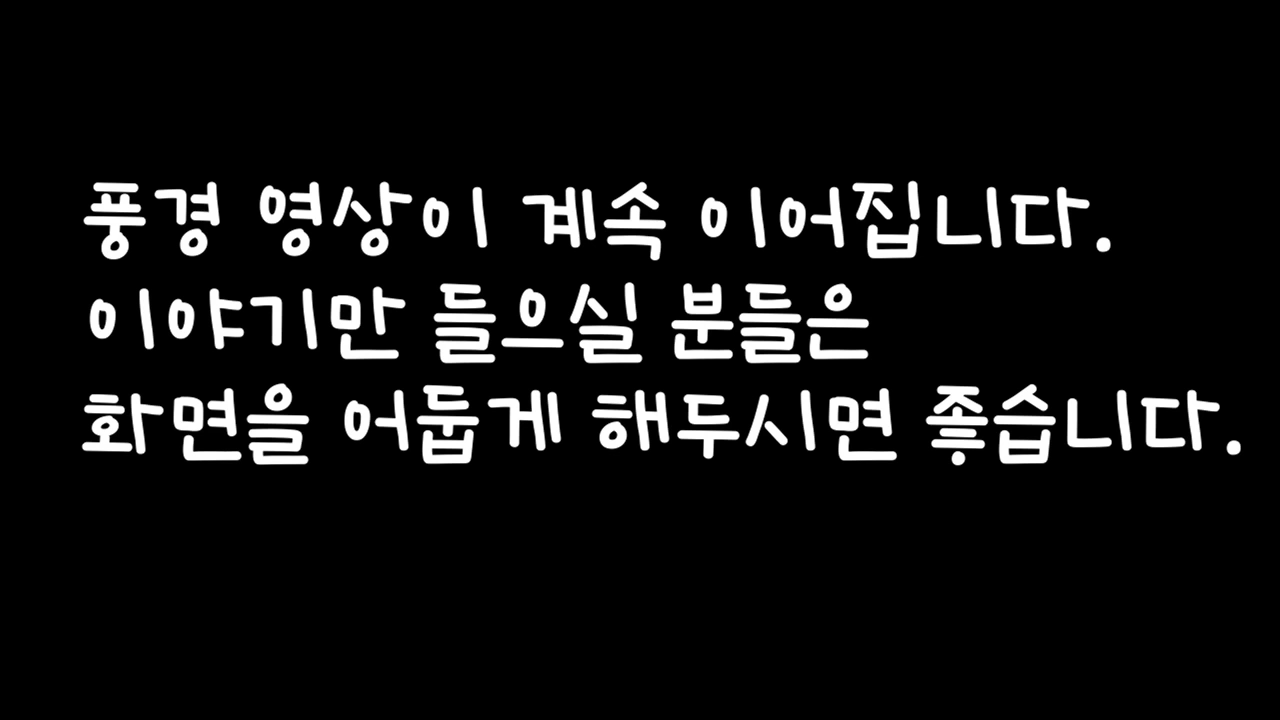 풍경 영상이 계속 이어집니다.
이야기만 들으실 분들은
화면을 어둡게 해두시면 좋습니다.